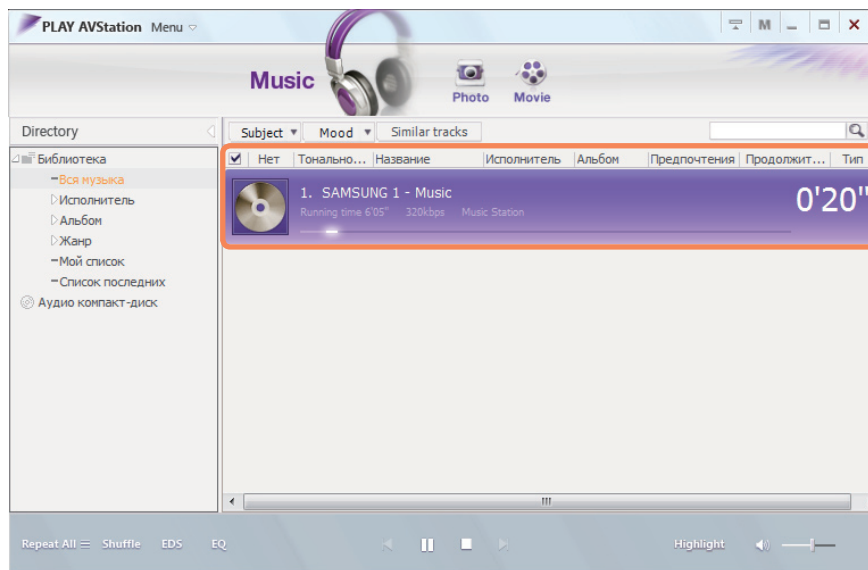 PLAY AVStation Menu
M
Music
Photo
Movie
Directory
Subject Mood Similar tracks
Библиотека
Вся музыка
Исполнитель
Альбом
Жанр
Мой список
Список последних
Аудио компакт-диск
Нет Тонально... Название Исполнитель Альбом Предпочтения Продолжит... Тип
1. SAMSUNG 1 - Music
Running time 6'05" 320kbps Music Station
0'20"
Repeat All Shuffle EDS EQ
Highlight